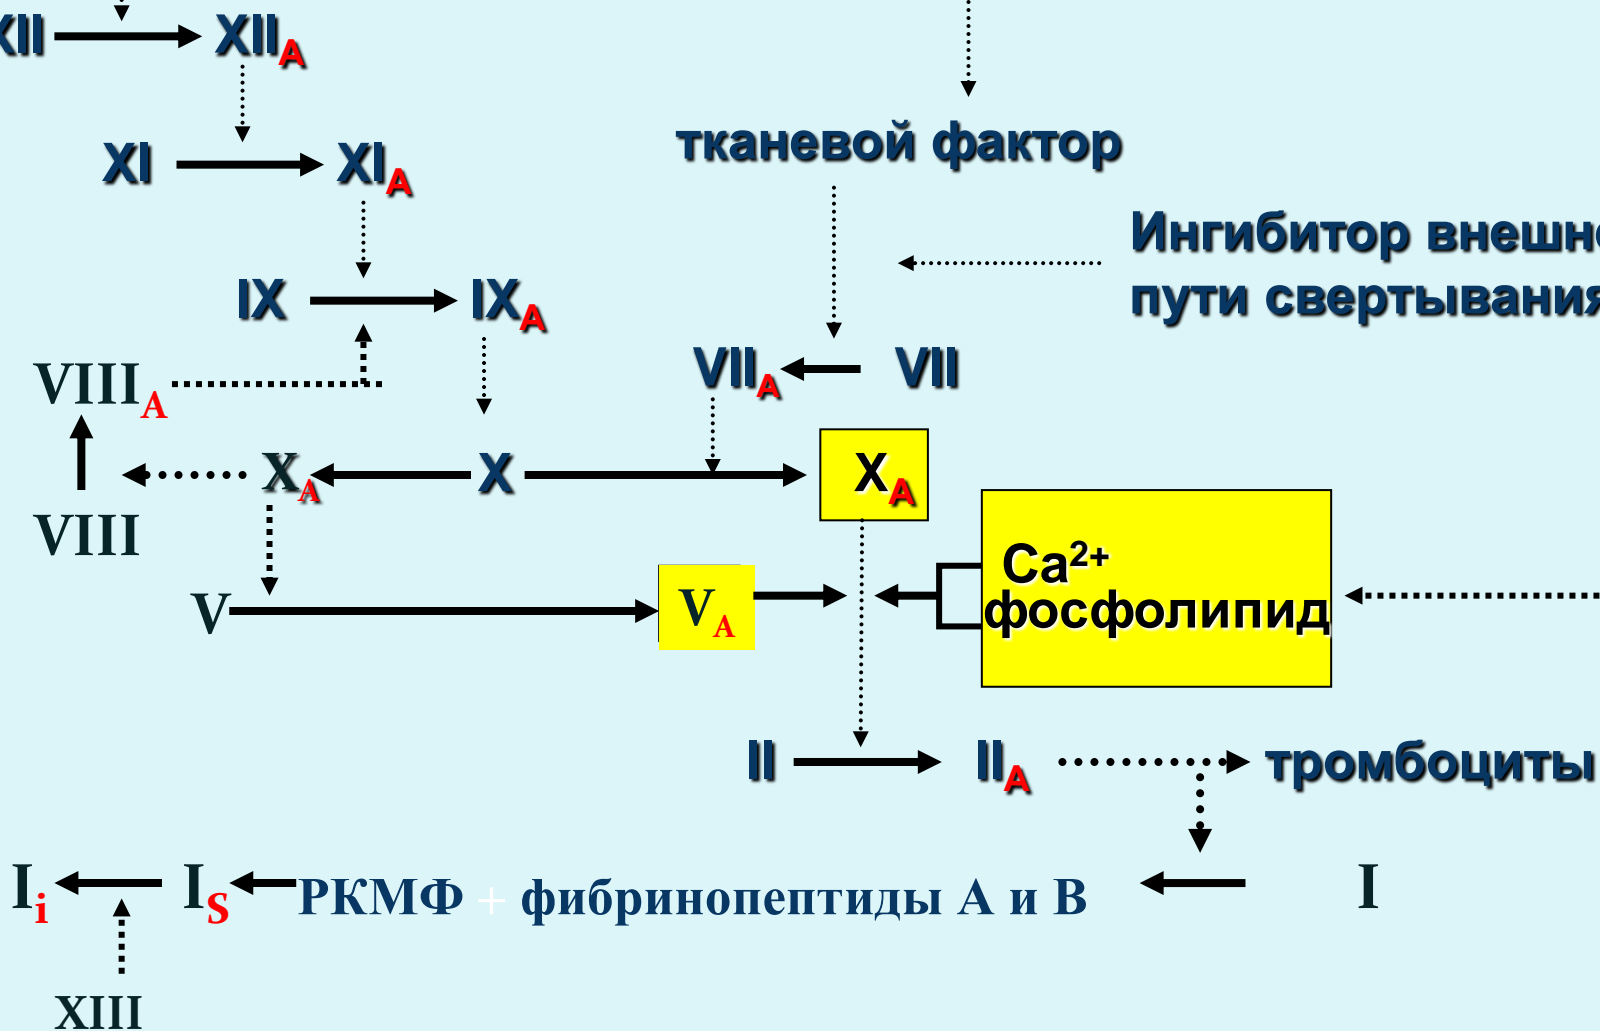 XII XIIA
XI XIA
тканевой фактор
Ингибитор внешн
пути свертывания
IX IXA
VIIIA
VIIA VII
XA X XA
VIII
Ca2+
фосфолипид
V VA
II IIA тромбоциты
Ii IS РКМФ + фибринопептиды А и В I
XIII